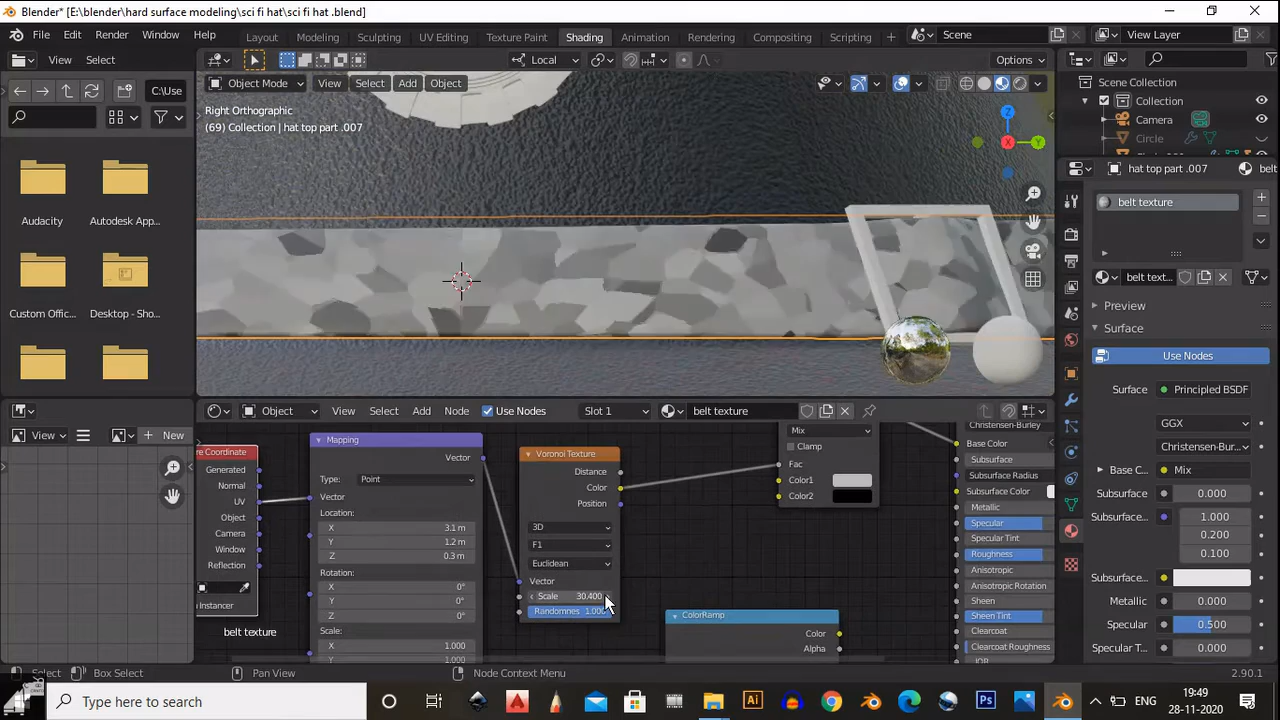 Blender* [E:\blender\hard surface modeling\sci fi hat\sci fi hat .blend]
File Edit Render Window Help
Layout Modeling Sculpting UV Editing Texture Paint Shading Animation Rendering Compositing Scripting + Scene View Layer
View Select Local Options
C:\Use Object Mode View Select Add Object
Scene Collection
Collection
Camera
Circle
Right Orthographic
(69) Collection | hat top part .007
X Y Z
hat top part .007 belt
belt texture
Audacity Autodesk App...
Custom Offic... Desktop - Sho...
belt text...
Preview
Surface
Use Nodes
Surface Principled BSDF
GGX
Christensen-Bur...
Base C... Mix
Subsurface 0.000
Subsurface... 1.000
0.200
0.100
Subsurface...
Metallic 0.000
Specular 0.500
Specular T... 0.000
View + New
Object View Select Add Node Use Nodes Slot 1 belt texture
re Coordinate
Generated
Normal
UV
Object
Camera
Window
Reflection
m Instancer
belt texture
Mapping
Vector
Type: Point
Vector
Location:
X 3.1 m
Y 1.2 m
Z 0.3 m
Rotation:
X 0°
Y 0°
Z 0°
Scale:
X 1.000
Y 1.000
Voronoi Texture
Distance
Color
Position
3D
F1
Euclidean
Vector
Scale 30.400
Randomnes 1.000
Mix
Clamp
Fac
Color1
Color2
ColorRamp
Color
Alpha
Christensen-Burley
Base Color
Subsurface
Subsurface Radius
Subsurface Color
Metallic
Specular
Specular Tint
Roughness
Anisotropic
Anisotropic Rotation
Sheen
Sheen Tint
Clearcoat
Clearcoat Roughness
IOR
Select Box Select Pan View Node Context Menu 2.90.1
Type here to search
ENG
19:49
28-11-2020